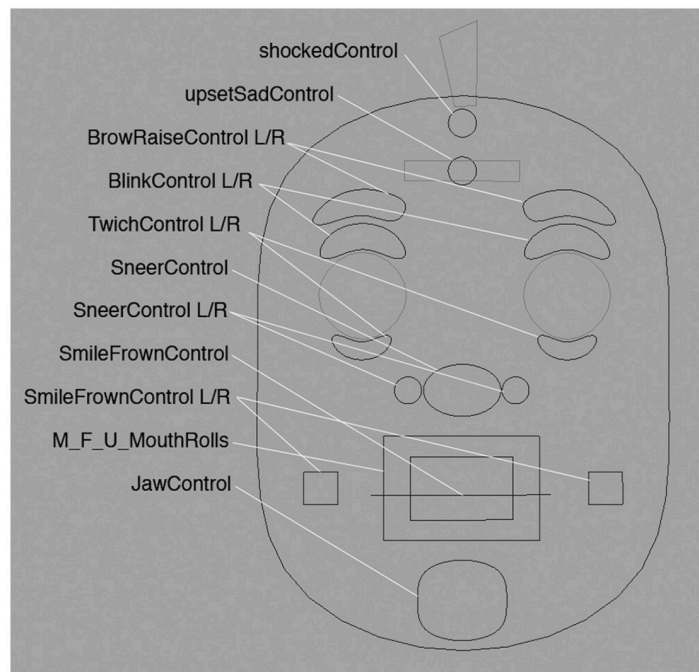 shockedControl
upsetSadControl
BrowRaiseControl L/R
BlinkControl L/R
TwichControl L/R
SneerControl
SneerControl L/R
SmileFrownControl
SmileFrownControl L/R
M_F_U_MouthRolls
JawControl